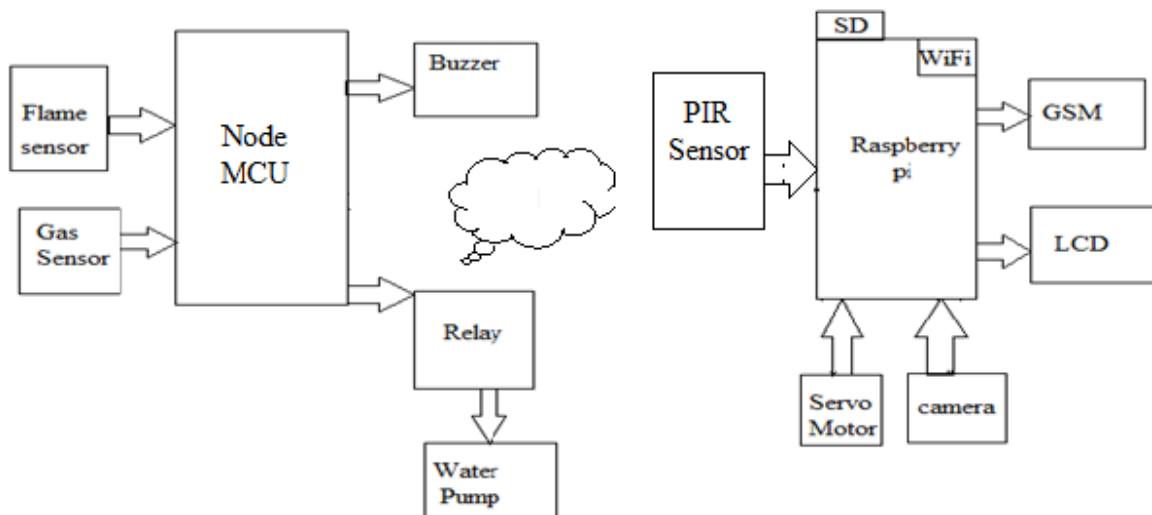 Flame
sensor
Gas
Sensor
Node
MCU
Buzzer
Relay
Water
Pump
PIR
Sensor
SD
WiFi
Raspberry
pi
GSM
LCD
Servo
Motor
camera